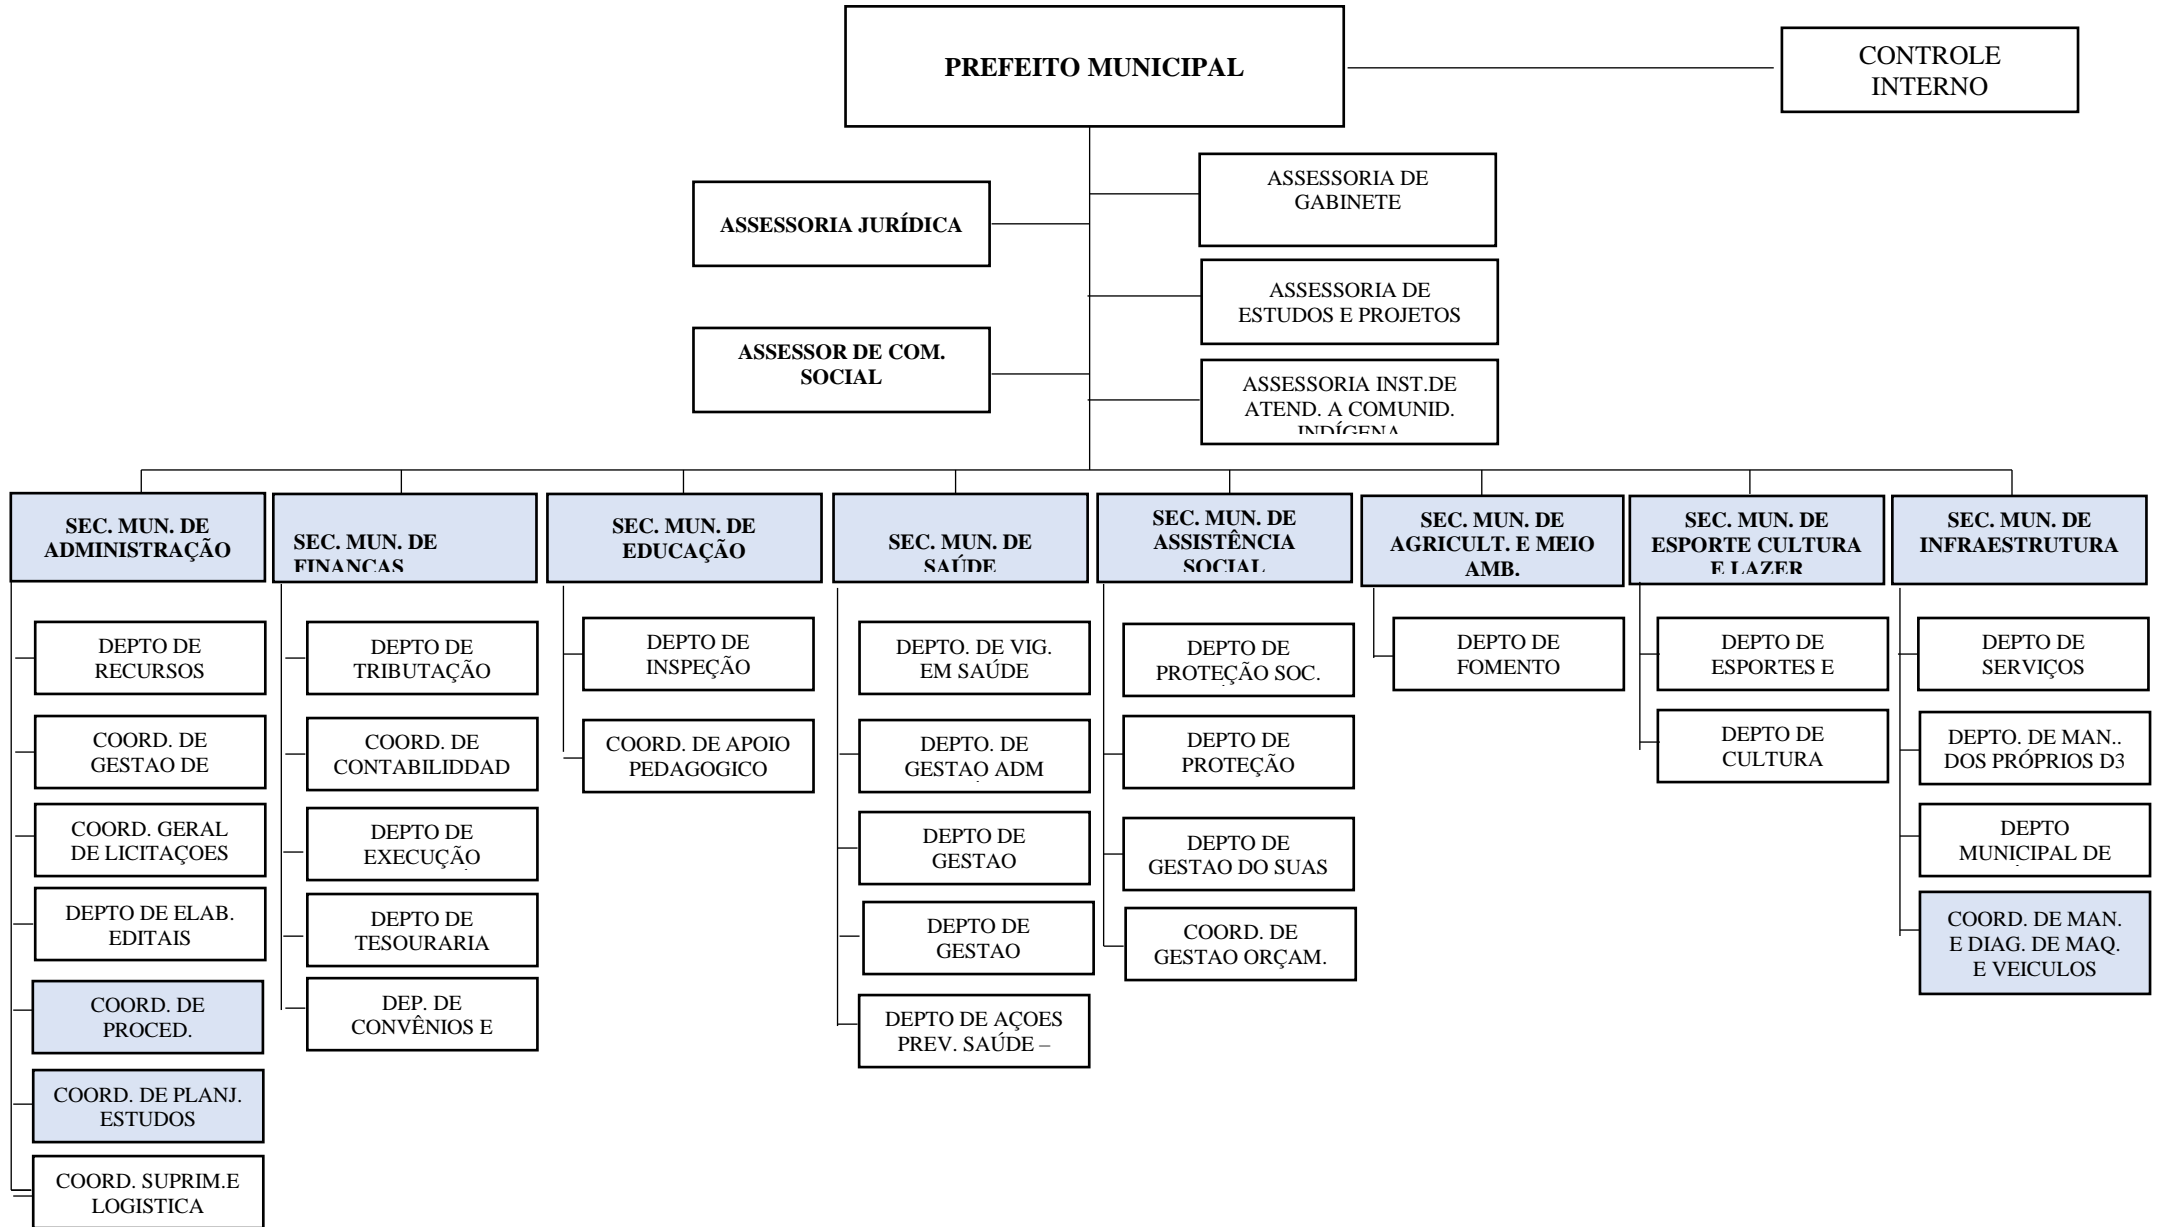 PREFEITO MUNICIPAL
CONTROLE
INTERNO
ASSESSORIA JURÍDICA
ASSESSORIA DE
GABINETE
ASSESSORIA DE
ESTUDOS E PROJETOS
ASSESSOR DE COM.
SOCIAL
ASSESSORIA INST.DE
ATEND. A COMUNID.
INDÍGENA
SEC. MUN. DE
ADMINISTRAÇÃO
DEPTO DE
RECURSOS
COORD. DE
GESTAO DE
COORD. GERAL
DE LICITAÇOES
DEPTO DE ELAB.
EDITAIS
COORD. DE
PROCED.
COORD. DE PLANJ.
ESTUDOS
COORD. SUPRIM.E
LOGISTICA
SEC. MUN. DE
FINANÇAS
DEPTO DE
TRIBUTAÇÃO
COORD. DE
CONTABILIDDAD
DEPTO DE
EXECUÇÃO
DEPTO DE
TESOURARIA
DEP. DE
CONVÊNIOS E
SEC. MUN. DE
EDUCAÇÃO
DEPTO DE
INSPEÇÃO
COORD. DE APOIO
PEDAGOGICO
SEC. MUN. DE
SAÚDE
DEPTO. DE VIG.
EM SAÚDE
DEPTO. DE
GESTAO ADM
DEPTO DE
GESTAO
DEPTO DE
GESTAO
DEPTO DE AÇOES
PREV. SAÚDE –
SEC. MUN. DE
ASSISTÊNCIA
SOCIAL
DEPTO DE
PROTEÇÃO SOC.
DEPTO DE
PROTEÇÃO
DEPTO DE
GESTAO DO SUAS
COORD. DE
GESTAO ORÇAM.
SEC. MUN. DE
AGRICULT. E MEIO
AMB.
DEPTO DE
FOMENTO
SEC. MUN. DE
ESPORTE CULTURA
E LAZER
DEPTO DE
ESPORTES E
DEPTO DE
CULTURA
SEC. MUN. DE
INFRAESTRUTURA
DEPTO DE
SERVIÇOS
DEPTO. DE MAN..
DOS PRÓPRIOS D3
DEPTO
MUNICIPAL DE
COORD. DE MAN.
E DIAG. DE MAQ.
E VEICULOS